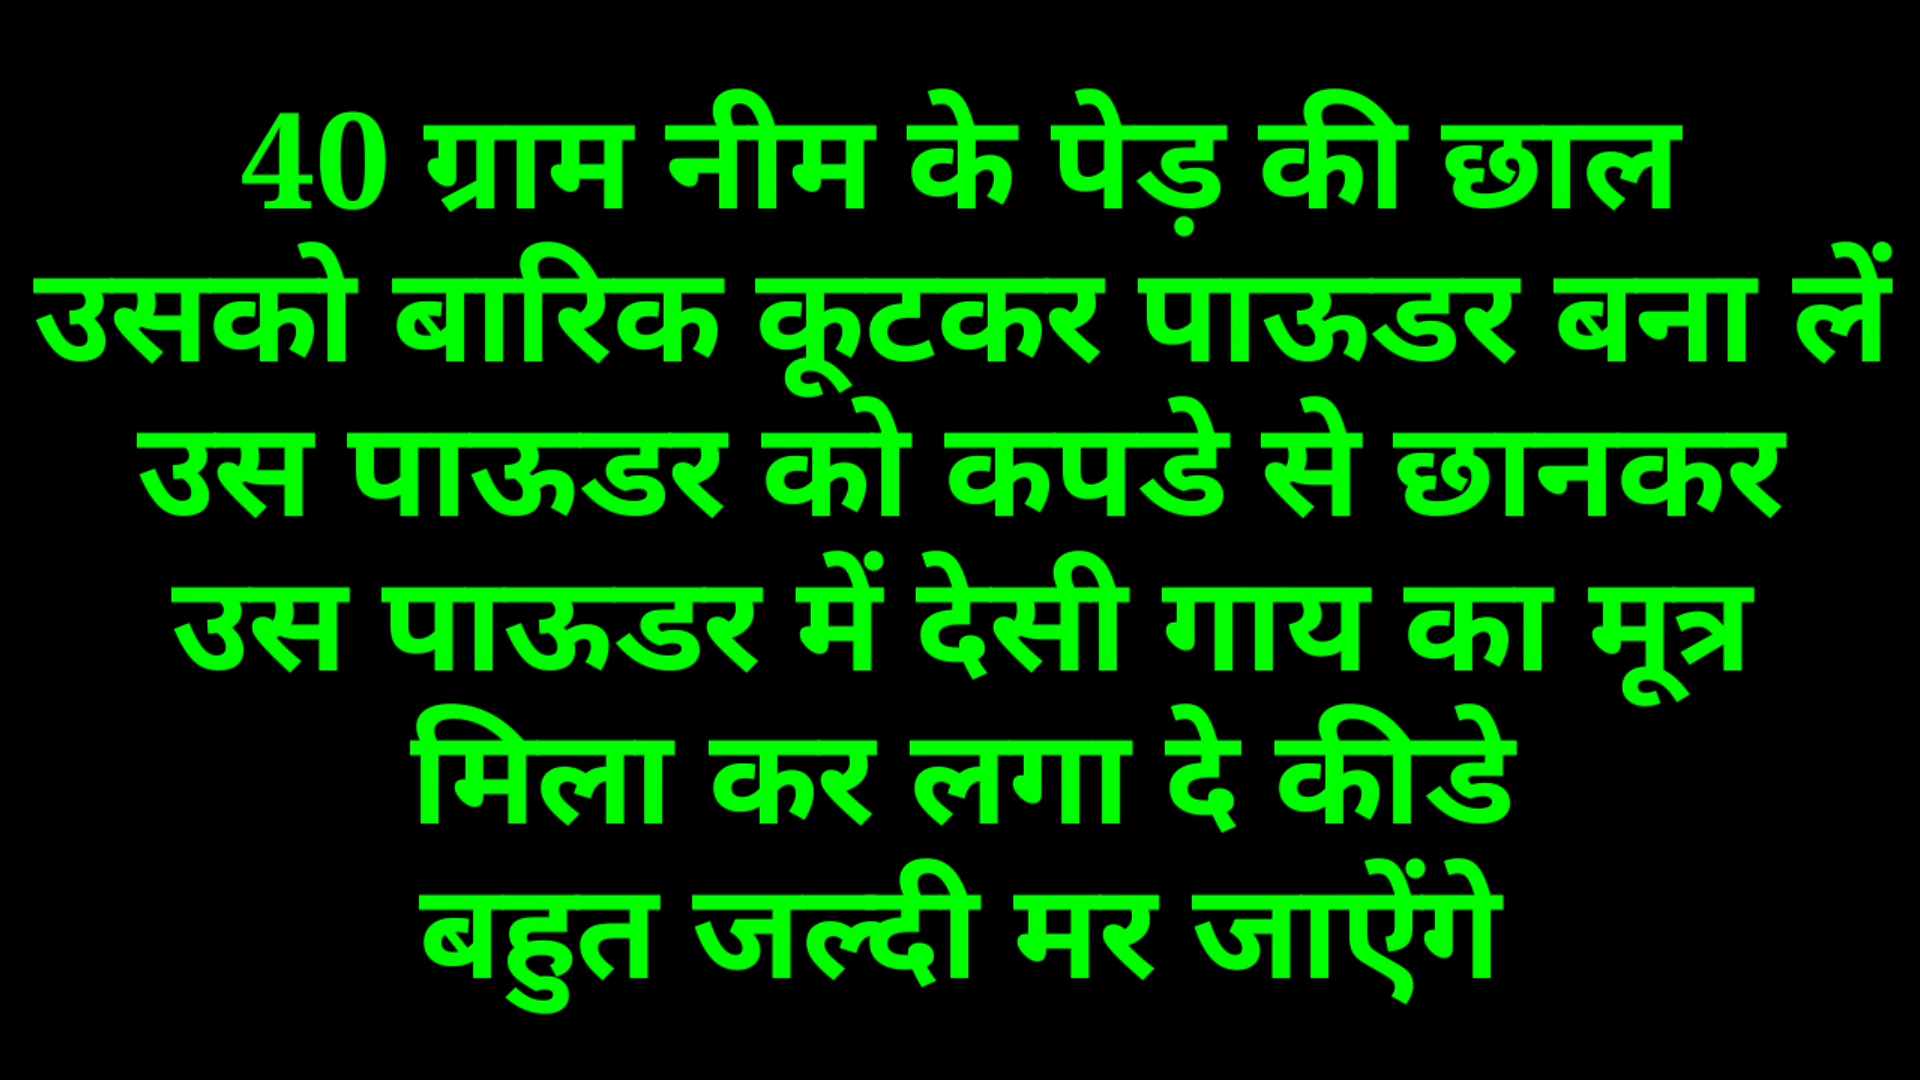 40 ग्राम नीम के पेड़ की छाल
उसको बारिक कूटकर पाऊडर बना लें
उस पाऊडर को कपडे से छानकर
उस पाऊडर में देसी गाय का मूत्र
मिला कर लगा दे कीडे
बहुत जल्दी मर जाऐंगे